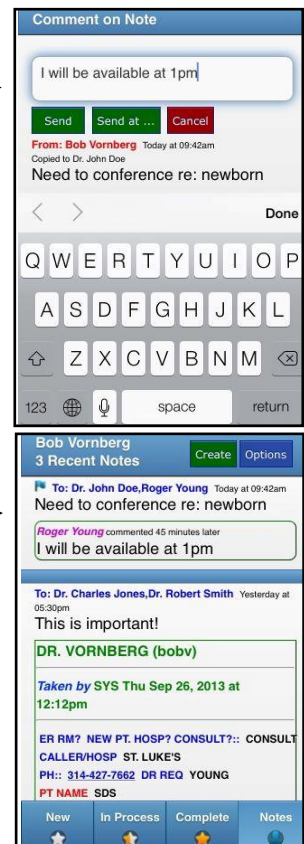 Comment on Note
I will be available at 1pm
Send Send at ... Cancel
From: Bob Vornberg Today at 09:42am
Copied to Dr. John Doe
Need to conference re: newborn
Done
Q W E R T Y U I O P
A S D F G H J K L
Z X C V B N M
123 space return
Bob Vornberg
3 Recent Notes
Create Options
To: Dr. John Doe,Roger Young Today at 09:42am
Need to conference re: newborn
Roger Young commented 45 minutes later
I will be available at 1pm
To: Dr. Charles Jones,Dr. Robert Smith Yesterday at
05:30pm
This is important!
DR. VORNBERG (bobv)
Taken by SYS Thu Sep 26, 2013 at
12:12pm
ER RM? NEW PT. HOSP? CONSULT?:: CONSULT
CALLER/HOSP ST. LUKE'S
PH:: 314-427-7662 DR REQ YOUNG
PT NAME SDS
New In Process Complete Notes